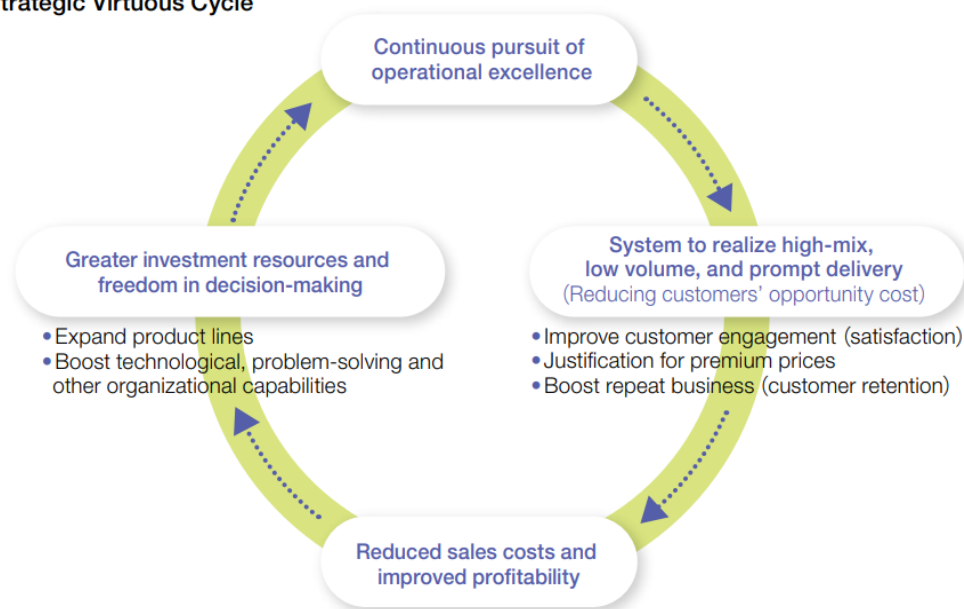 trategic Virtuous Cycle
Continuous pursuit of
operational excellence
System to realize high-mix,
low volume, and prompt delivery
(Reducing customers' opportunity cost)
• Improve customer engagement (satisfaction)
• Justification for premium prices
• Boost repeat business (customer retention)
Reduced sales costs and
improved profitability
Greater investment resources and
freedom in decision-making
• Expand product lines
• Boost technological, problem-solving and
other organizational capabilities